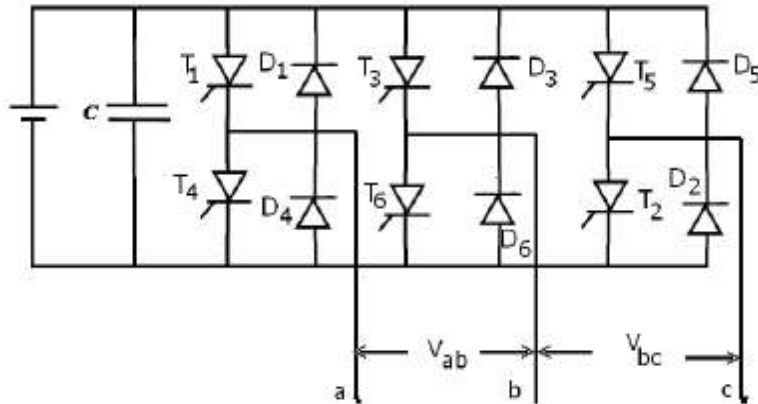 T1 D1 T3 D3 T5 D5
C
T4 D4 T6 D6 T2 D2
Vab Vbc
a b c